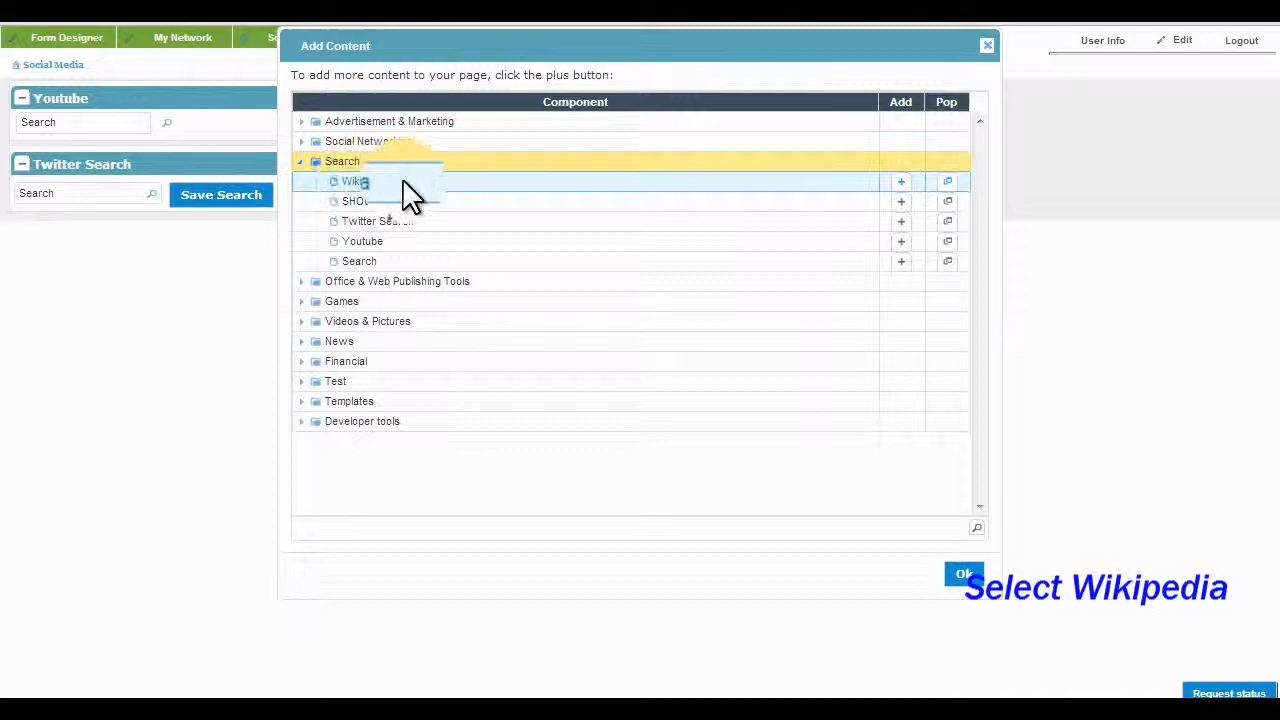 Form Designer
My Network
User Info
Edit
Logout
Social Media
Add Content
To add more content to your page, click the plus button:
Component
Add
Pop
Youtube
Search
Twitter Search
Search
Save Search
Advertisement & Marketing
Social
Search
Twitter
Youtube
Search
Office & Web Publishing Tools
Games
Videos & Pictures
News
Financial
Test
Templates
Developer tools
Ok
Select Wikipedia
Request status